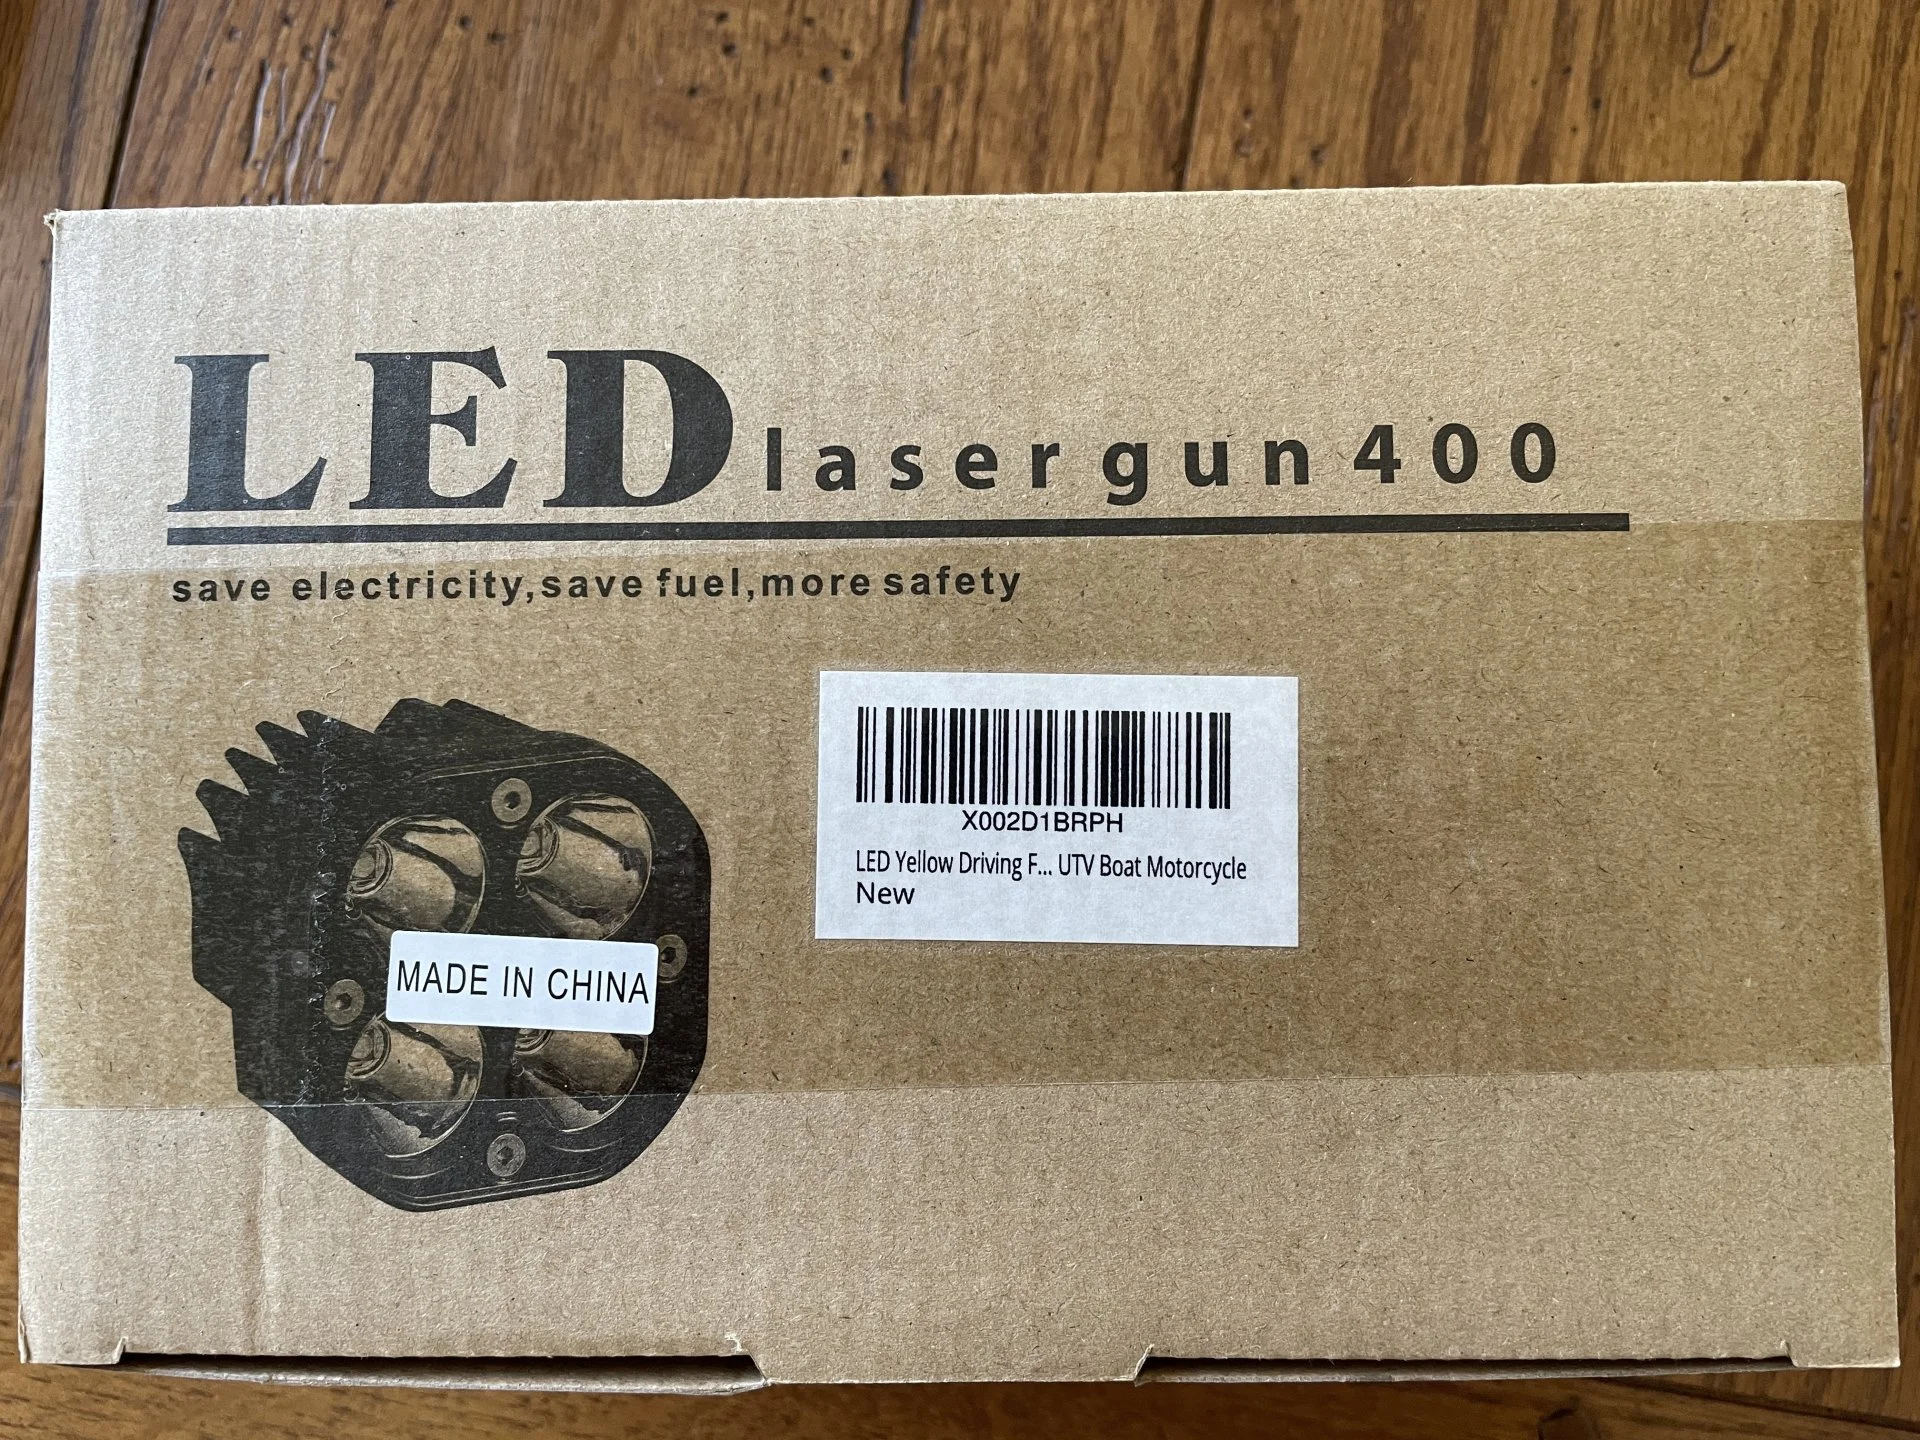 LED laser gun 400
save electricity,save fuel,more safety
X002D1BRPH
LED Yellow Driving F... UTV Boat Motorcycle
New
MADE IN CHINA